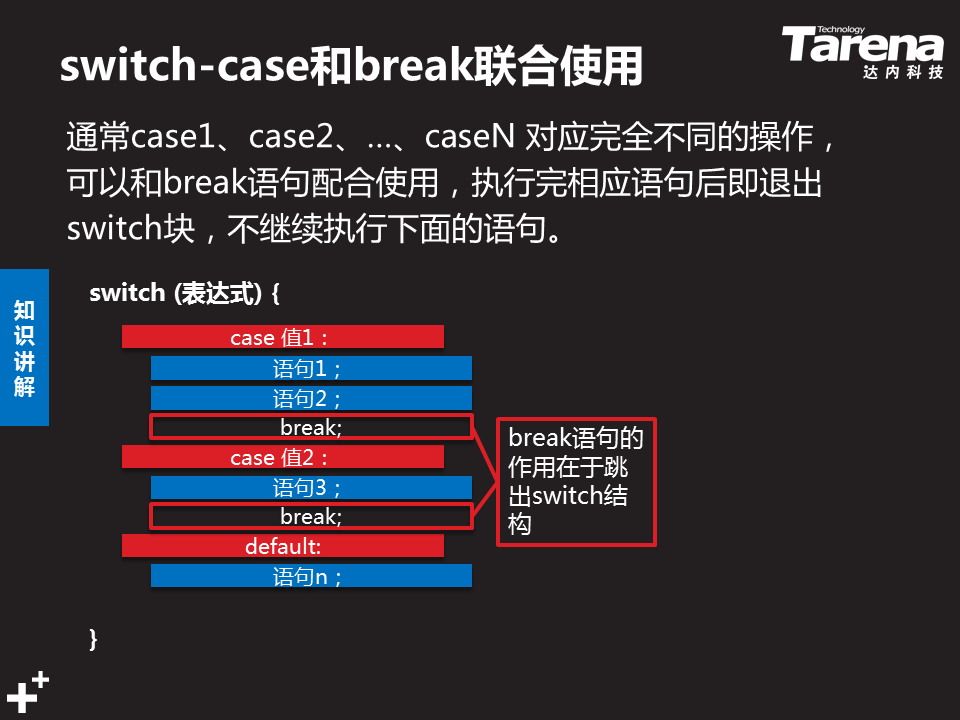 switch-case和break联合使用
Technology
Tarena
达内科技
通常case1、case2、…、caseN 对应完全不同的操作，
可以和break语句配合使用，执行完相应语句后即退出
switch块，不继续执行下面的语句。
知
识
讲
解
switch (表达式) {
case 值1：
语句1；
语句2；
break;
case 值2：
语句3；
break;
default:
语句n；
}
break语句的
作用在于跳
出switch结
构